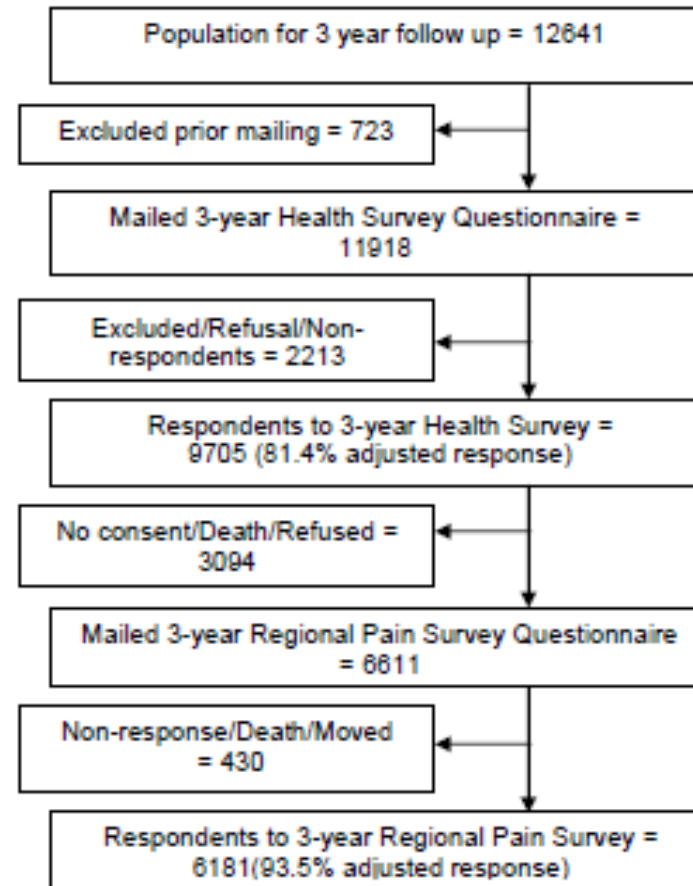 Population for 3 year follow up = 12641
Excluded prior mailing = 723
Mailed 3-year Health Survey Questionnaire =
11918
Excluded/Refusal/Non-
respondents = 2213
Respondents to 3-year Health Survey =
9705 (81.4% adjusted response)
No consent/Death/Refused =
3094
Mailed 3-year Regional Pain Survey Questionnaire
= 6611
Non-response/Death/Moved
= 430
Respondents to 3-year Regional Pain Survey =
6181(93.5% adjusted response)